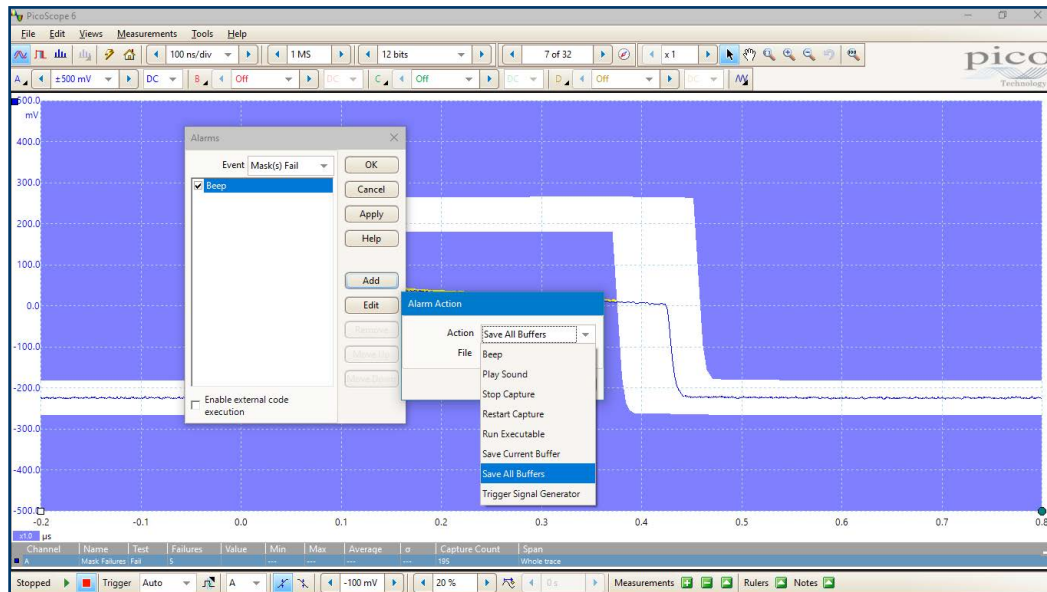 PicoScope 6
File Edit Views Measurements Tools Help
100 ns/div 1 MS 12 bits 7 of 32 x 1
pico
Technology
A ±500 mV DC B Off DC C Off DC D Off DC
500.0
mV
400.0
300.0
200.0
100.0
0.0
-100.0
-200.0
-300.0
-400.0
-500.0
Alarms
Event Mask(s) Fail
Beep
OK
Cancel
Apply
Help
Add
Edit
Remove
Move Up
Move Down
Enable external code
execution
Alarm Action
Action Save All Buffers
File
Beep
Play Sound
Stop Capture
Restart Capture
Run Executable
Save Current Buffer
Save All Buffers
Trigger Signal Generator
-0.2 -0.1 0.0 0.1 0.2 0.3 0.4 0.5 0.6 0.7 0.8
x1.0 µs
Channel Name Test Failures Value Min Max Average σ Capture Count Span
A Mask Failures Fail 5 --- --- --- --- --- 195 Whole trace
Stopped Trigger Auto A -100 mV 20 % 0 s Measurements Rulers Notes